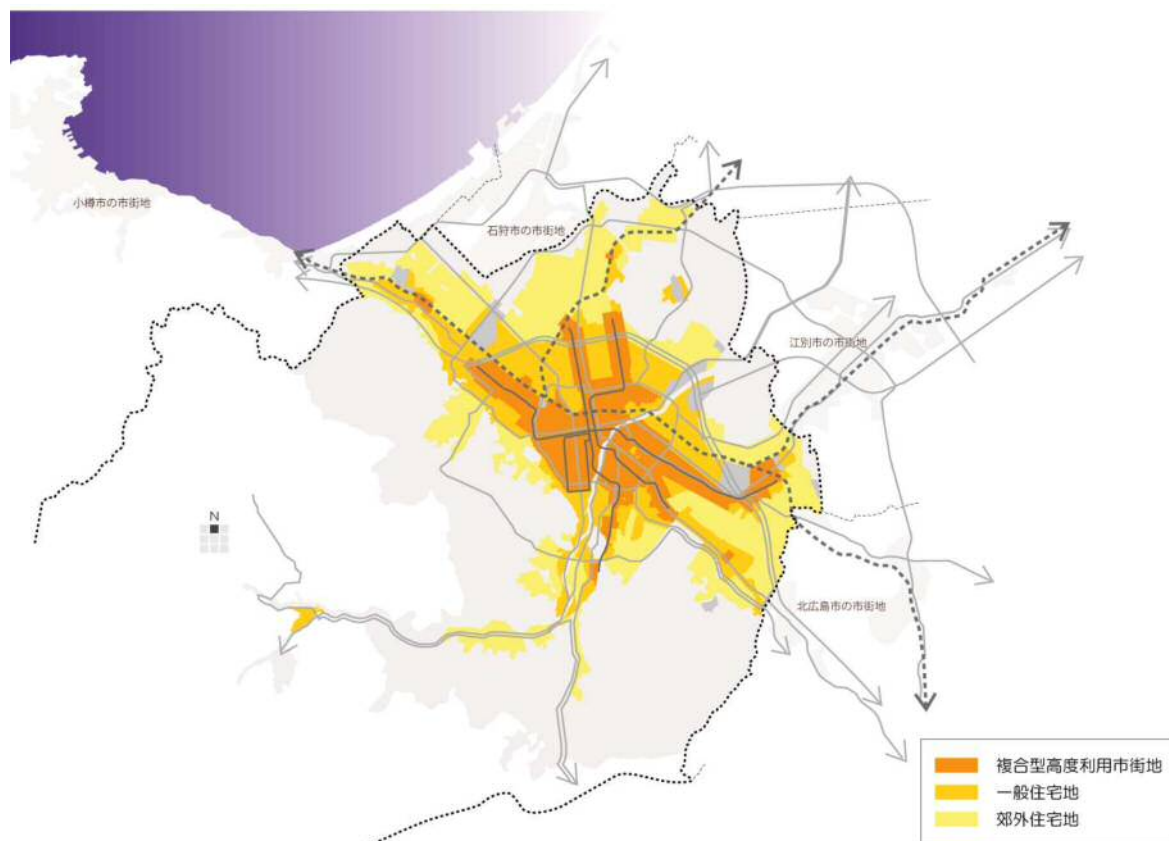 小樽市の市街地
石狩市の市街地
江別市の市街地
N
北広島市の市街地
複合型高度利用市街地
一般住宅地
郊外住宅地